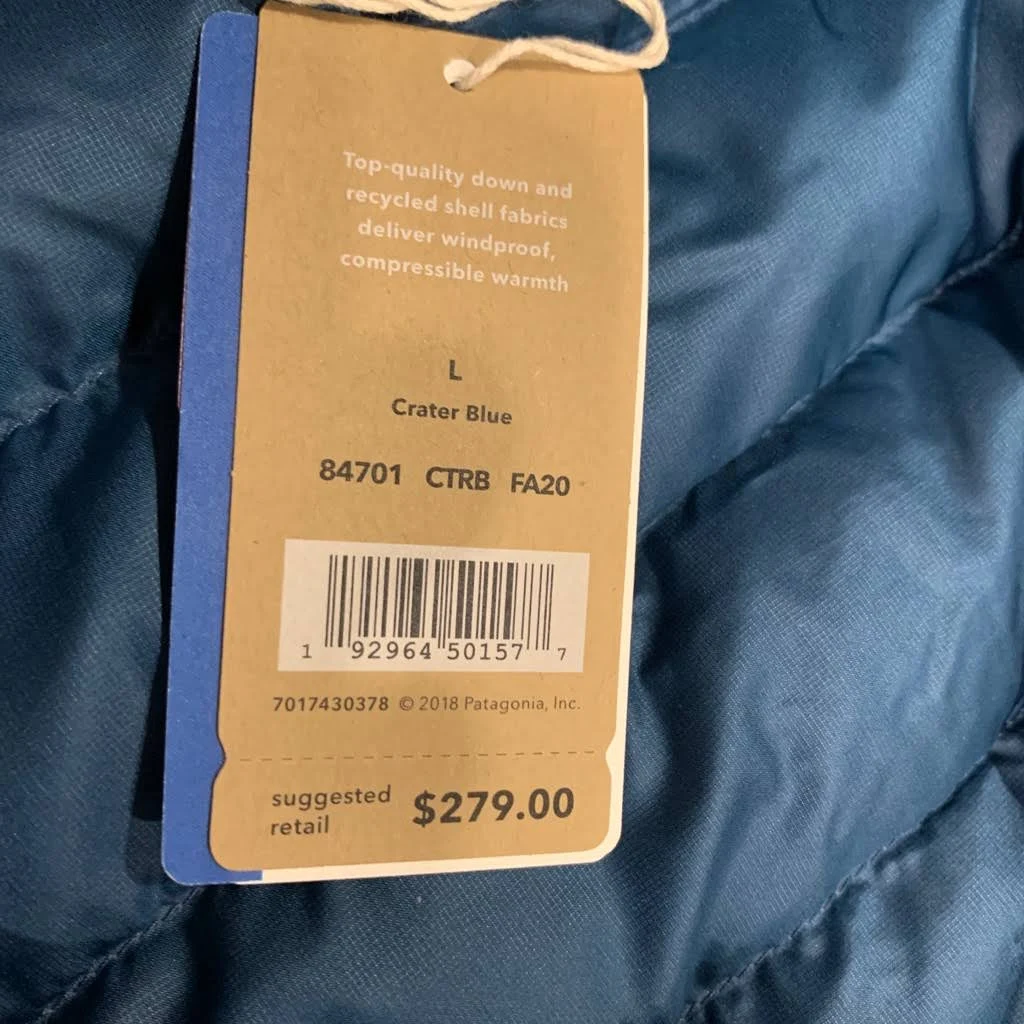 Top-quality down and
recycled shell fabrics
deliver windproof,
compressible warmth
L
Crater Blue
84701 CTRB FA20
1 92964 50157 7
7017430378 © 2018 Patagonia, Inc.
suggested
retail
$279.00